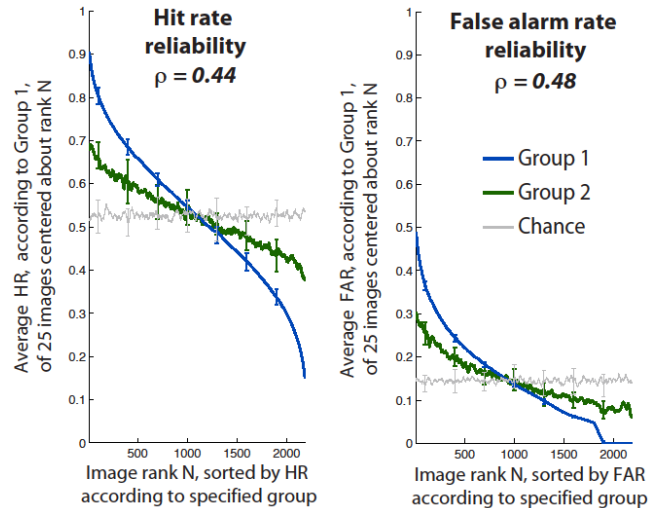 Hit rate
reliability
ρ = 0.44
Average HR, according to Group 1,
of 25 images centered about rank N
1
0.9
0.8
0.7
0.6
0.5
0.4
0.3
0.2
0.1
0
500 1000 1500 2000
Image rank N, sorted by HR
according to specified group
False alarm rate
reliability
ρ = 0.48
Average FAR, according to Group 1,
of 25 images centered about rank N
1
0.9
0.8
0.7
0.6
0.5
0.4
0.3
0.2
0.1
0
Group 1
Group 2
Chance
500 1000 1500 2000
Image rank N, sorted by FAR
according to specified group